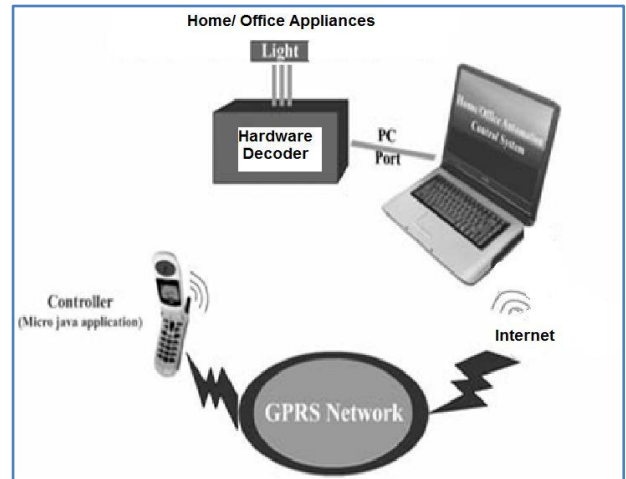 Home/ Office Appliances
Light
Hardware
Decoder
PC
Port
Home/Office Automation
Control System
Controller
(Micro java application)
Internet
GPRS Network